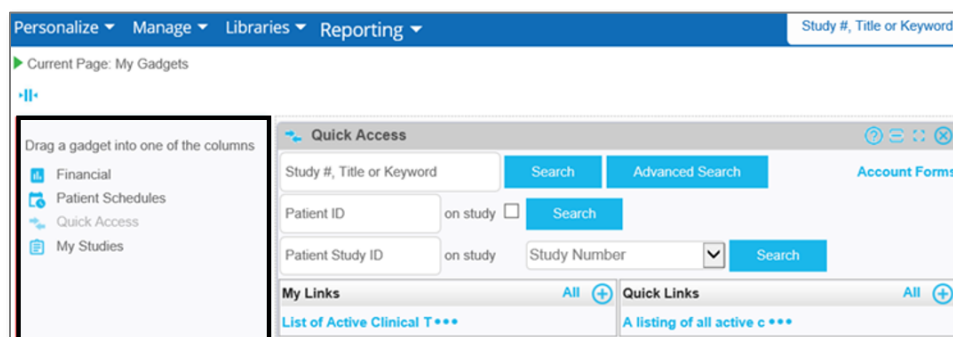 Personalize Manage Libraries Reporting Study #, Title or Keyword
Current Page: My Gadgets
Drag a gadget into one of the columns
Financial
Patient Schedules
Quick Access
My Studies
Quick Access
Study #, Title or Keyword Search Advanced Search Account Forms
Patient ID on study Search
Patient Study ID on study Study Number Search
My Links All Quick Links All
List of Active Clinical T••• A listing of all active c •••